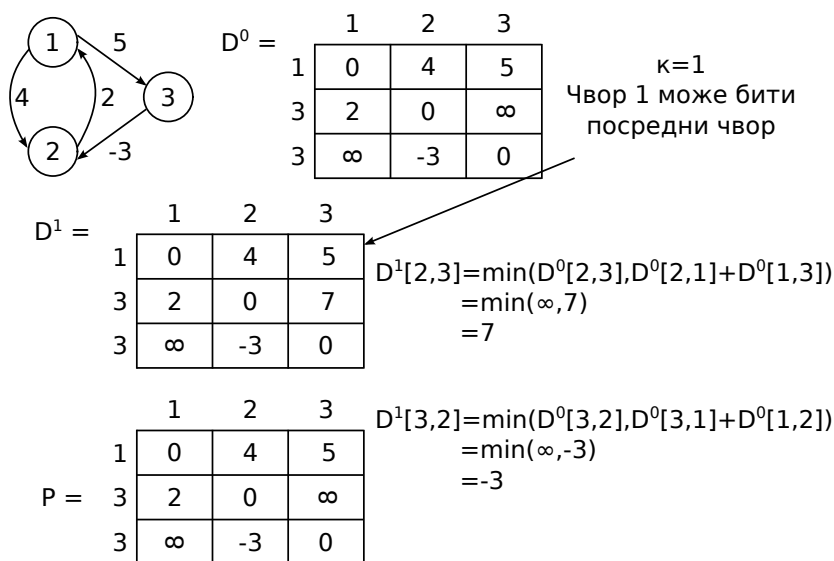 1
5
4
2
3
2
-3
D⁰ =
1 2 3
1 0 4 5
3 2 0 ∞
3 ∞ -3 0
к=1
Чвор 1 може бити
посредни чвор
D¹ =
1 2 3
1 0 4 5
3 2 0 7
3 ∞ -3 0
D¹[2,3]=min(D⁰[2,3],D⁰[2,1]+D⁰[1,3])
=min(∞,7)
=7
P =
1 2 3
1 0 4 5
3 2 0 ∞
3 ∞ -3 0
D¹[3,2]=min(D⁰[3,2],D⁰[3,1]+D⁰[1,2])
=min(∞,-3)
=-3